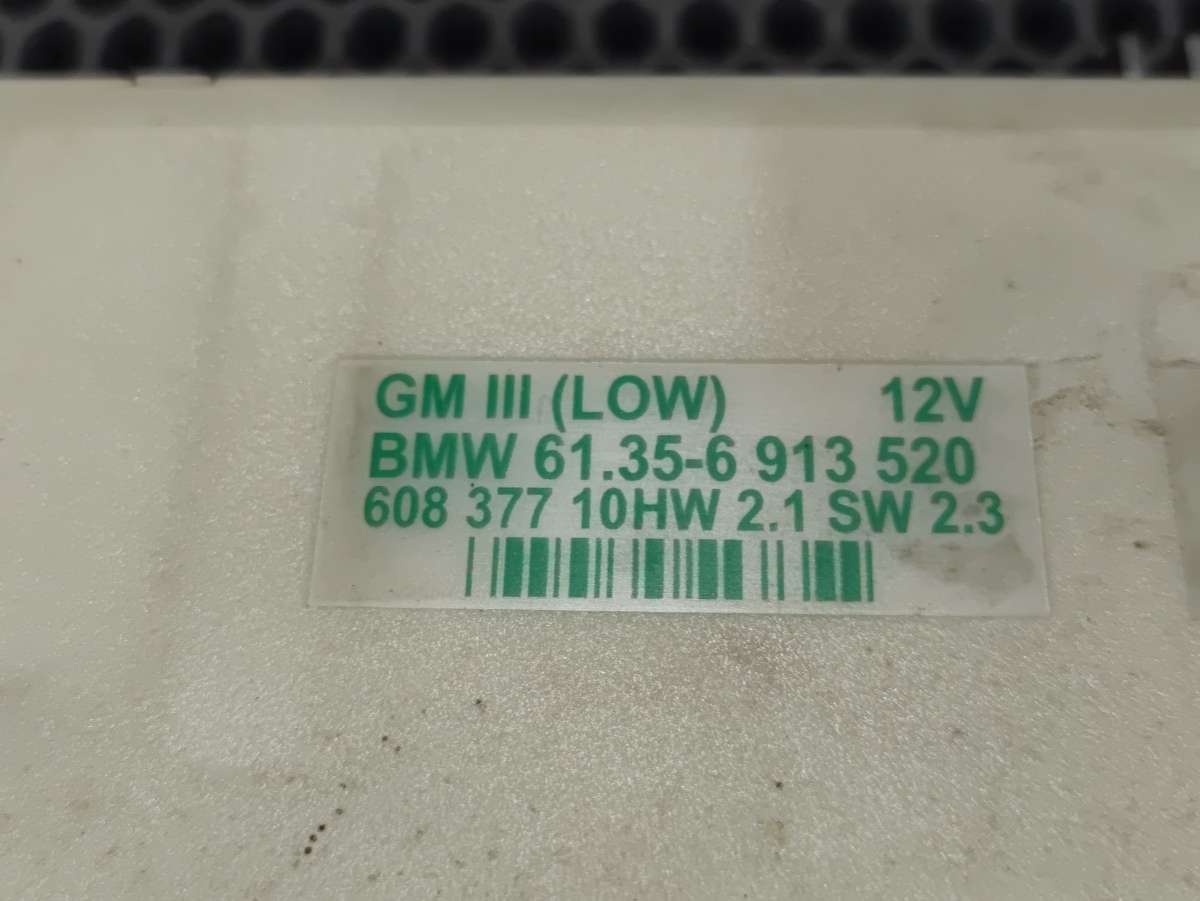 GM III (LOW) 12V
BMW 61.35-6 913 520
608 377 10HW 2.1 SW 2.3